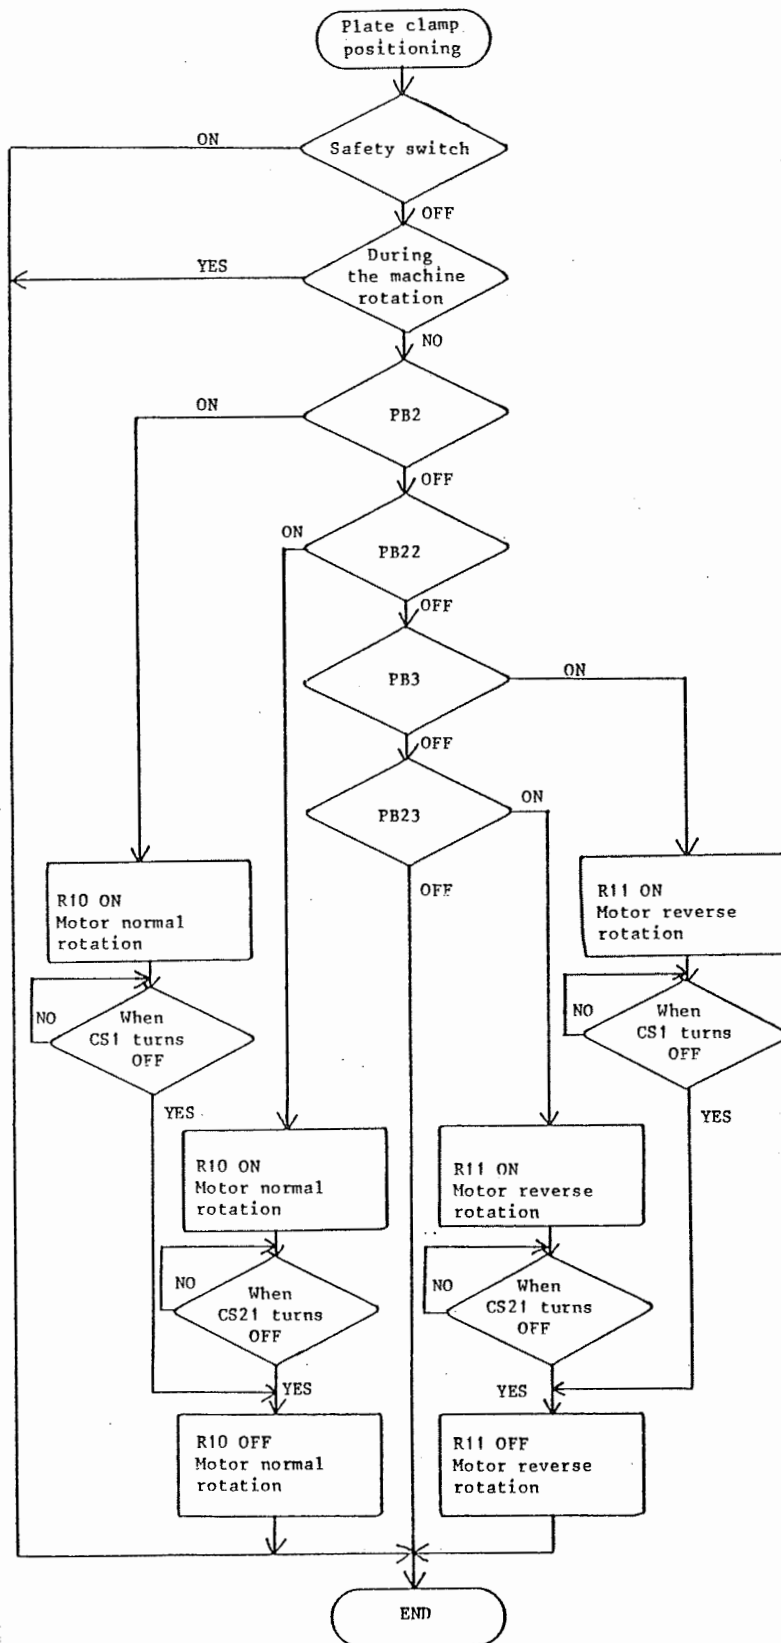 Plate clamp
positioning
ON
Safety switch
OFF
YES
During
the machine
rotation
NO
ON
PB2
OFF
ON
PB22
OFF
PB3
ON
OFF
PB23
ON
OFF
R10 ON
Motor normal
rotation
R11 ON
Motor reverse
rotation
NO
When
CS1 turns
OFF
NO
When
CS1 turns
OFF
YES
YES
R10 ON
Motor normal
rotation
R11 ON
Motor reverse
rotation
NO
When
CS21 turns
OFF
NO
When
CS21 turns
OFF
YES
YES
R10 OFF
Motor normal
rotation
R11 OFF
Motor reverse
rotation
END